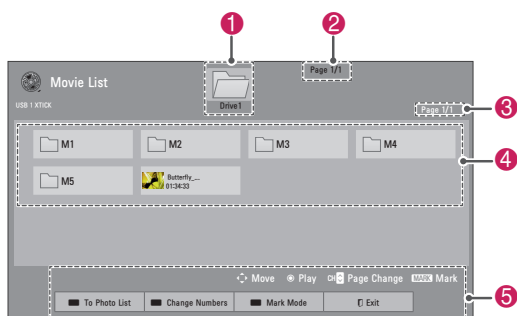 1
2
Page 1/1
Movie List
USB 1 XTICK
Drive1
Page 1/1
3
M1
M2
M3
M4
4
M5
Butterfly_...
01:34:33
Move
Play
CH Page Change
MARK Mark
5
To Photo List
Change Numbers
Mark Mode
Exit